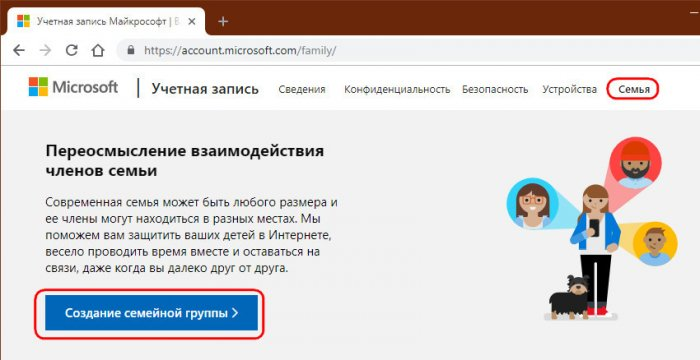 Учетная запись Майкрософт | В
https://account.microsoft.com/family/
Microsoft | Учетная запись Сведения Конфиденциальность Безопасность Устройства Семья
Переосмысление взаимодействия
членов семьи
Современная семья может быть любого размера и
ее члены могут находиться в разных местах. Мы
поможем вам защитить ваших детей в Интернете,
весело проводить время вместе и оставаться на
связи, даже когда вы далеко друг от друга.
Создание семейной группы >